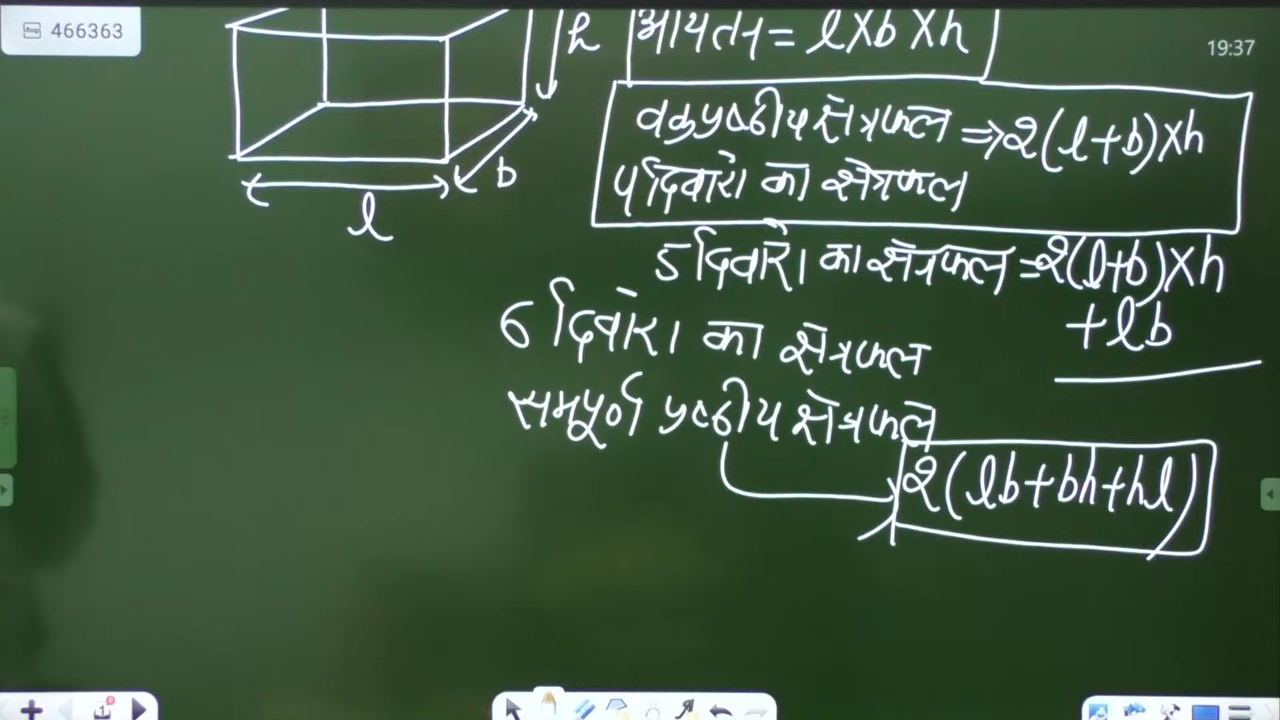 466363
19:37
h
आयतन = l×b×h
वक्रपृष्ठीय क्षेत्रफल ⇒ 2(l+b)×h
4 दिवारो का क्षेत्रफल
b
l
5 दिवारो का क्षेत्रफल = 2(l+b)×h
+lb
6 दिवारो का क्षेत्रफल
सम्पूर्ण पृष्ठीय क्षेत्रफल
2(lb+bh+hl)